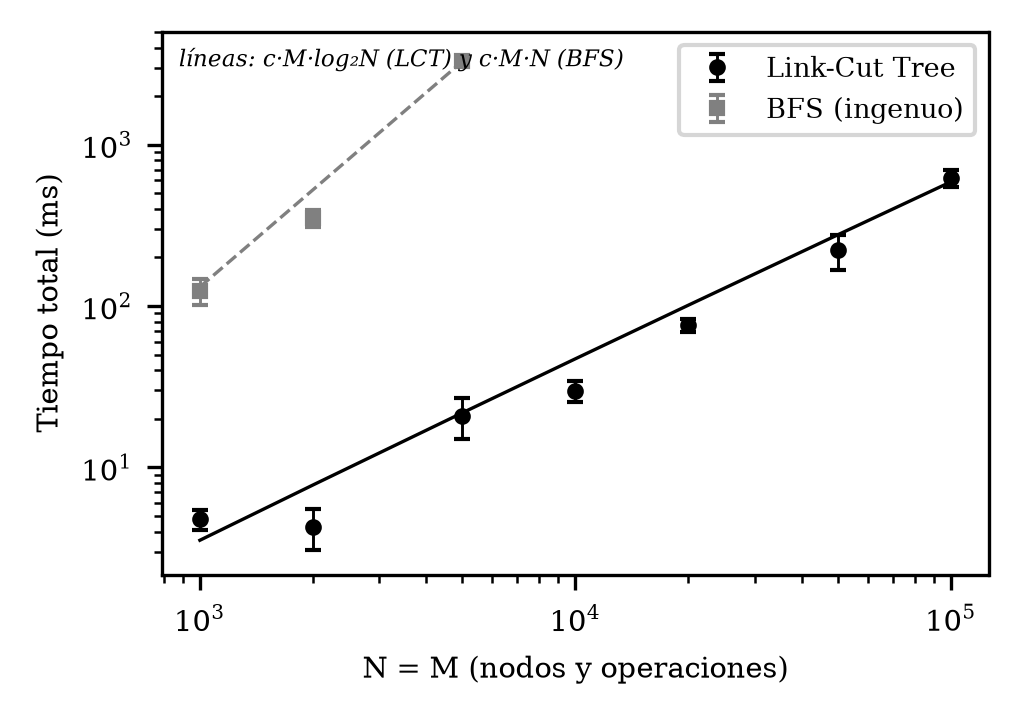 líneas: c·M·log₂N (LCT) y c·M·N (BFS)
Link-Cut Tree
BFS (ingenuo)
Tiempo total (ms)
10³
10²
10¹
10³
10⁴
10⁵
N = M (nodos y operaciones)